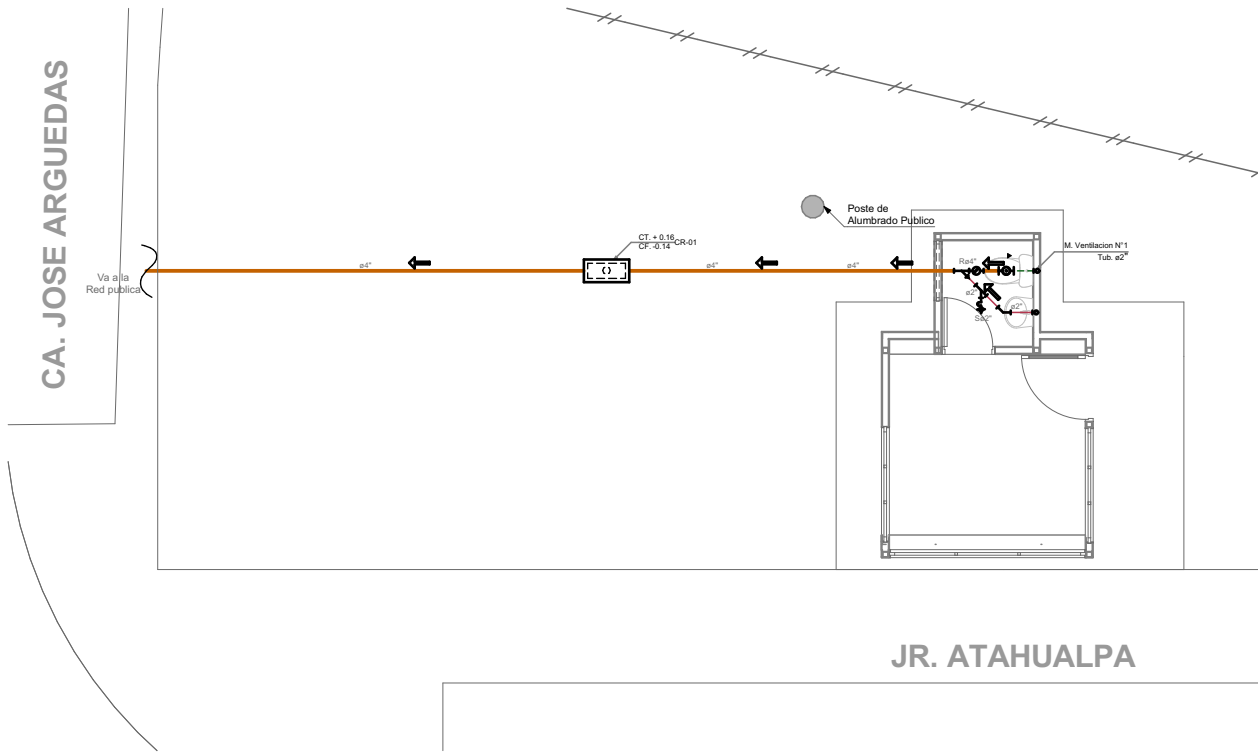 CA. JOSE ARGUEDAS
Poste de
Alumbrado Publico
CT. + 0.16
CF. -0.14
CR-01
M. Ventilacion N°1
Tub. ø2"
Va a la
Red publica
ø4"
ø4"
ø4"
Rø4"
ø2"
ø2"
Sø2"
JR. ATAHUALPA